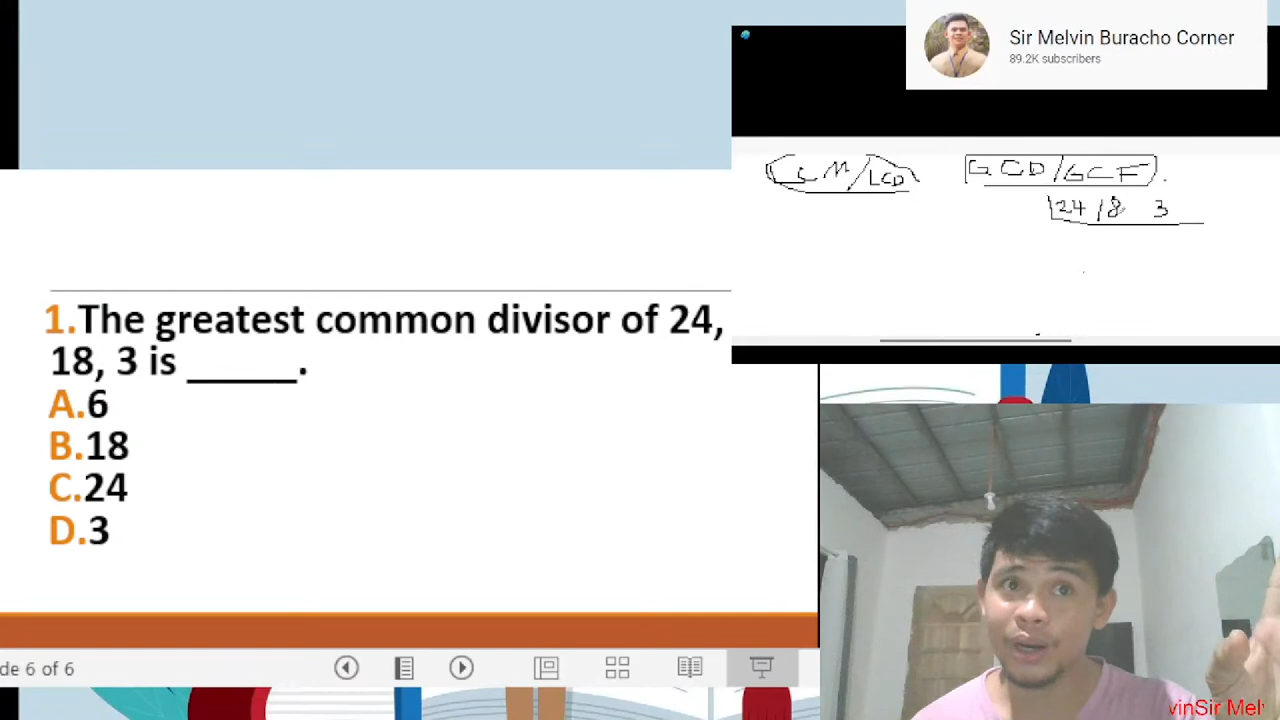 Sir Melvin Buracho Corner
89.2K subscribers
LCM/LCD GCD/GCF.
24 18 3
1.The greatest common divisor of 24,
18, 3 is _____.
A.6
B.18
C.24
D.3
de 6 of 6
vinSir Mel